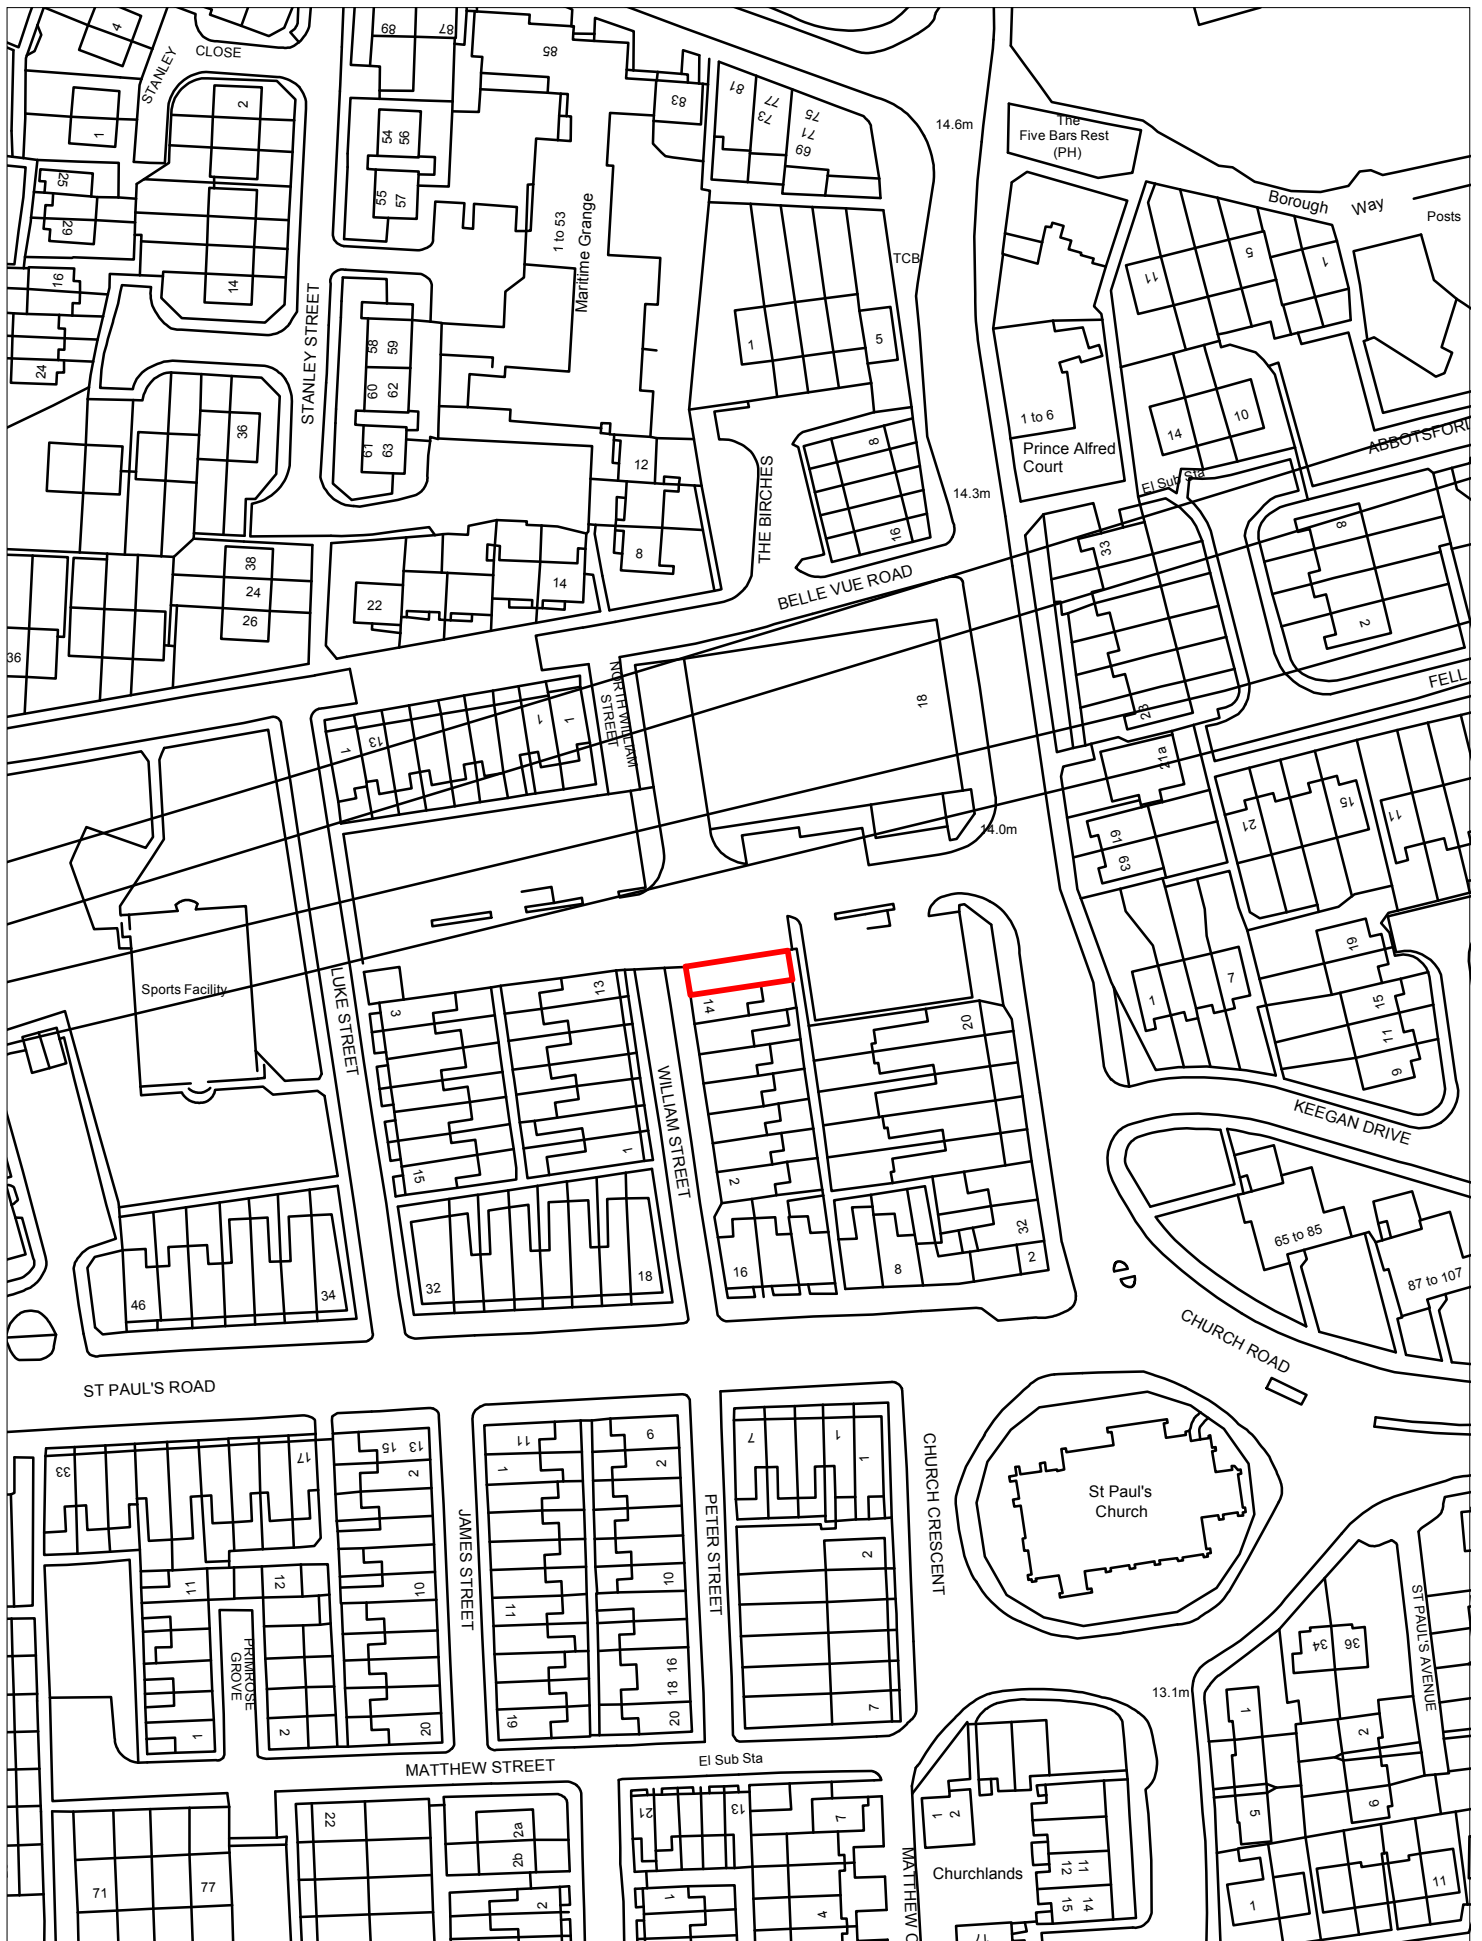 4
STANLEY
CLOSE
89
87
85
83
81
77
73
75
71
69
14.6m
The
Five Bars Rest
(PH)
Borough Way
Posts
1
2
54
56
55
57
25
29
16
14
24
1 to 53
Maritime Grange
TCB
11
5
1
STANLEY STREET
58
59
60
62
61
63
36
1
5
1 to 6
Prince Alfred
Court
14
10
ABBOTSFORD
El Sub Sta
12
8
THE BIRCHES
8
16
14.3m
33
8
2
38
24
26
36
22
14
BELLE VUE ROAD
NORTH WILLIAM
STREET
18
23
FELL
1
13
1
1
21a
21
15
11
14.0m
61
63
Sports Facility
LUKE STREET
3
13
14
20
1
7
19
15
11
9
WILLIAM STREET
15
1
2
KEEGAN DRIVE
32
2
65 to 85
87 to 107
46
34
32
18
16
8
CHURCH ROAD
ST PAUL'S ROAD
33
17
15
13
2
11
1
9
2
7
1
1
CHURCH CRESCENT
St Paul's
Church
JAMES STREET
PETER STREET
11
12
10
11
10
2
PRIMROSE
GROVE
1
2
20
19
16
18
20
7
13.1m
34
36
ST PAUL'S AVENUE
1
2
5
6
MATTHEW STREET
El Sub Sta
71
77
22
2a
2b
2
21
13
7
1
4
MATTHEW C
1
2
Churchlands
12
11
15
14
17
1
11